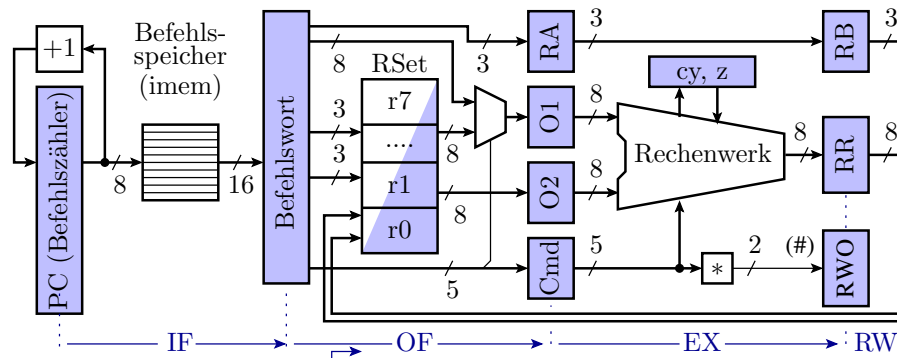 +1
PC (Befehlszähler)
8
Befehls-
speicher
(imem)
16
Befehlswort
8
3
3
RSet
r7
....
r1
r0
8
8
3
5
RA
O1
O2
Cmd
3
8
8
5
cy, z
Rechenwerk
*
2
(#)
8
RB
RR
RWO
3
8
IF
OF
EX
RW